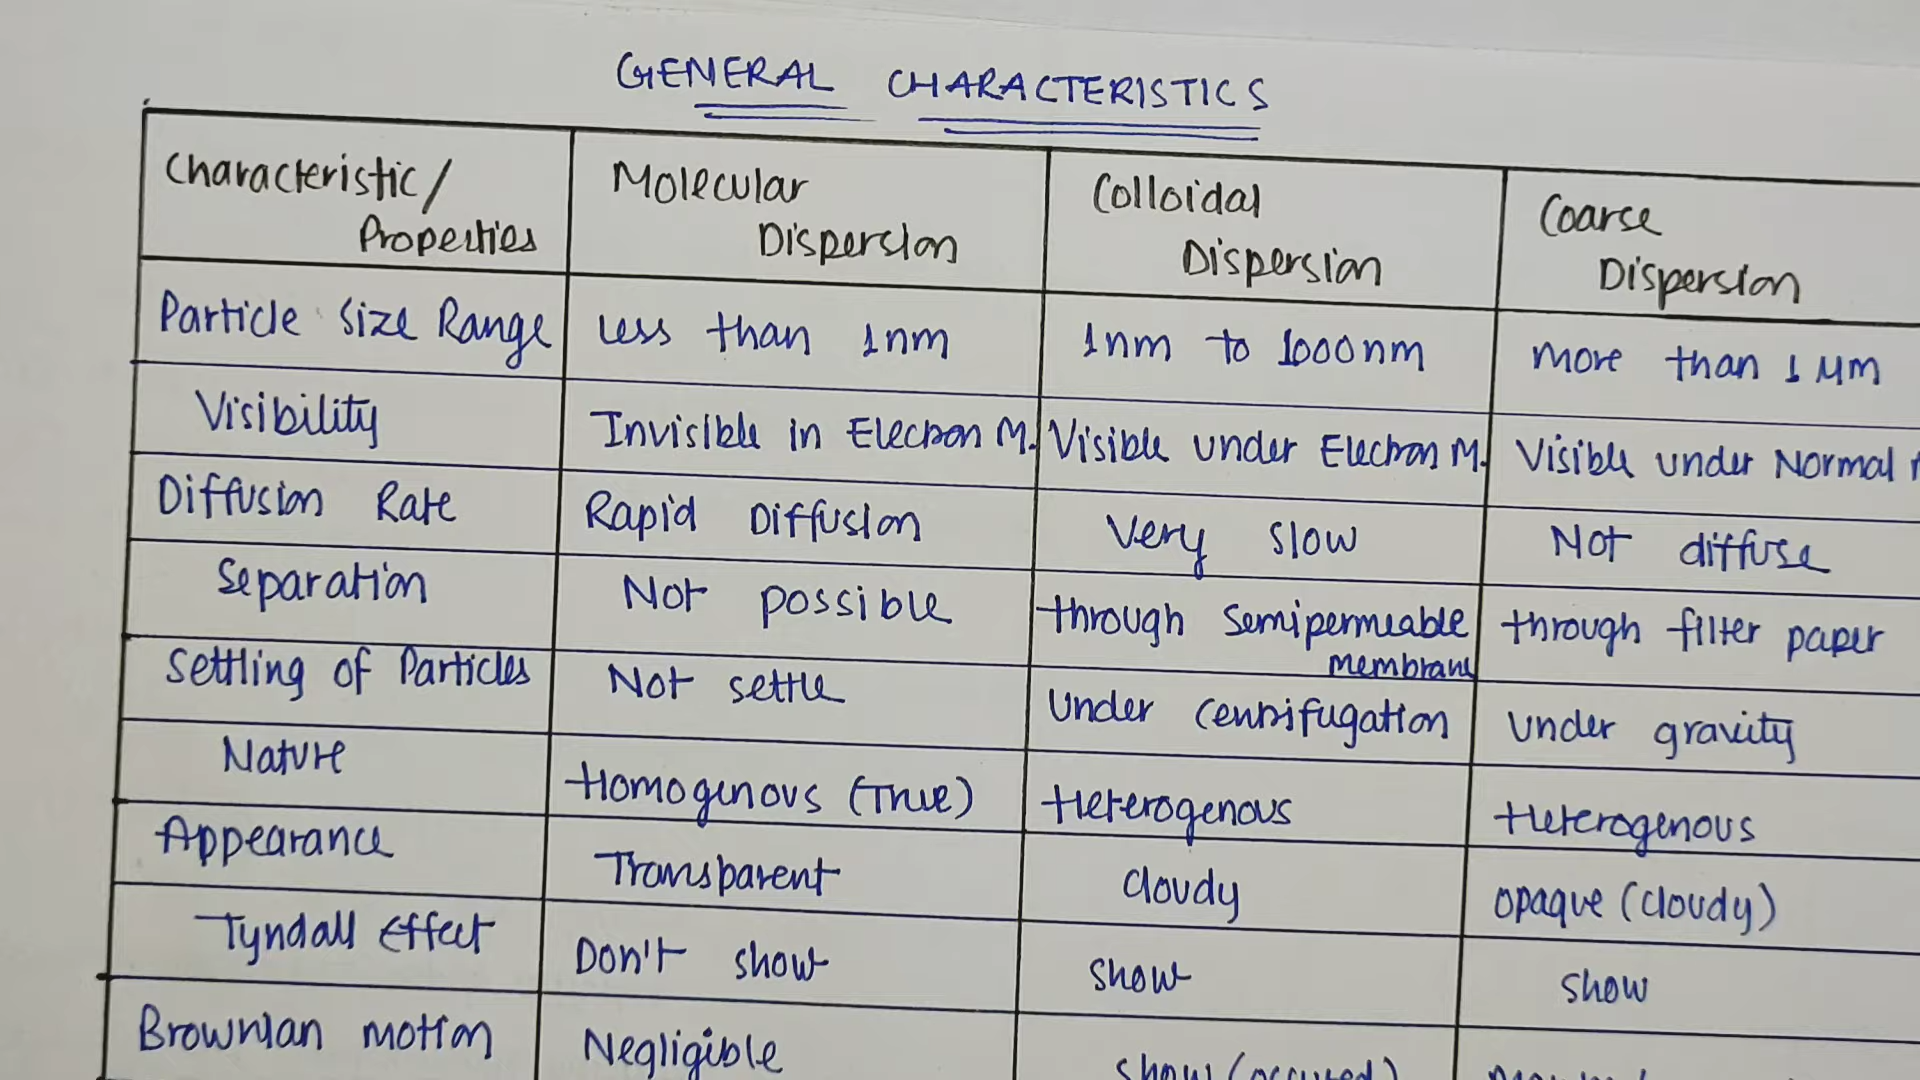 GENERAL CHARACTERISTICS
Characteristic/
Properties
Molecular
Dispersion
Colloidal
Dispersion
Coarse
Dispersion
Particle Size Range
Less than 1nm
1nm to 1000nm
More than 1 µm
Visibility
Invisible in Electron M.
Visible under Electron M.
Visible under Normal
Diffusion Rate
Rapid Diffusion
Very slow
Not diffuse
Separation
Not possible
through Semipermeable
membrane
through filter paper
Settling of Particles
Not settle
Under Centrifugation
Under gravity
Nature
Homogenous (True)
Heterogenous
Heterogenous
Appearance
Transparent
Cloudy
Opaque (cloudy)
Tyndall Effect
Don't show
Show
Show
Brownian motion
Negligible
Show (occured)